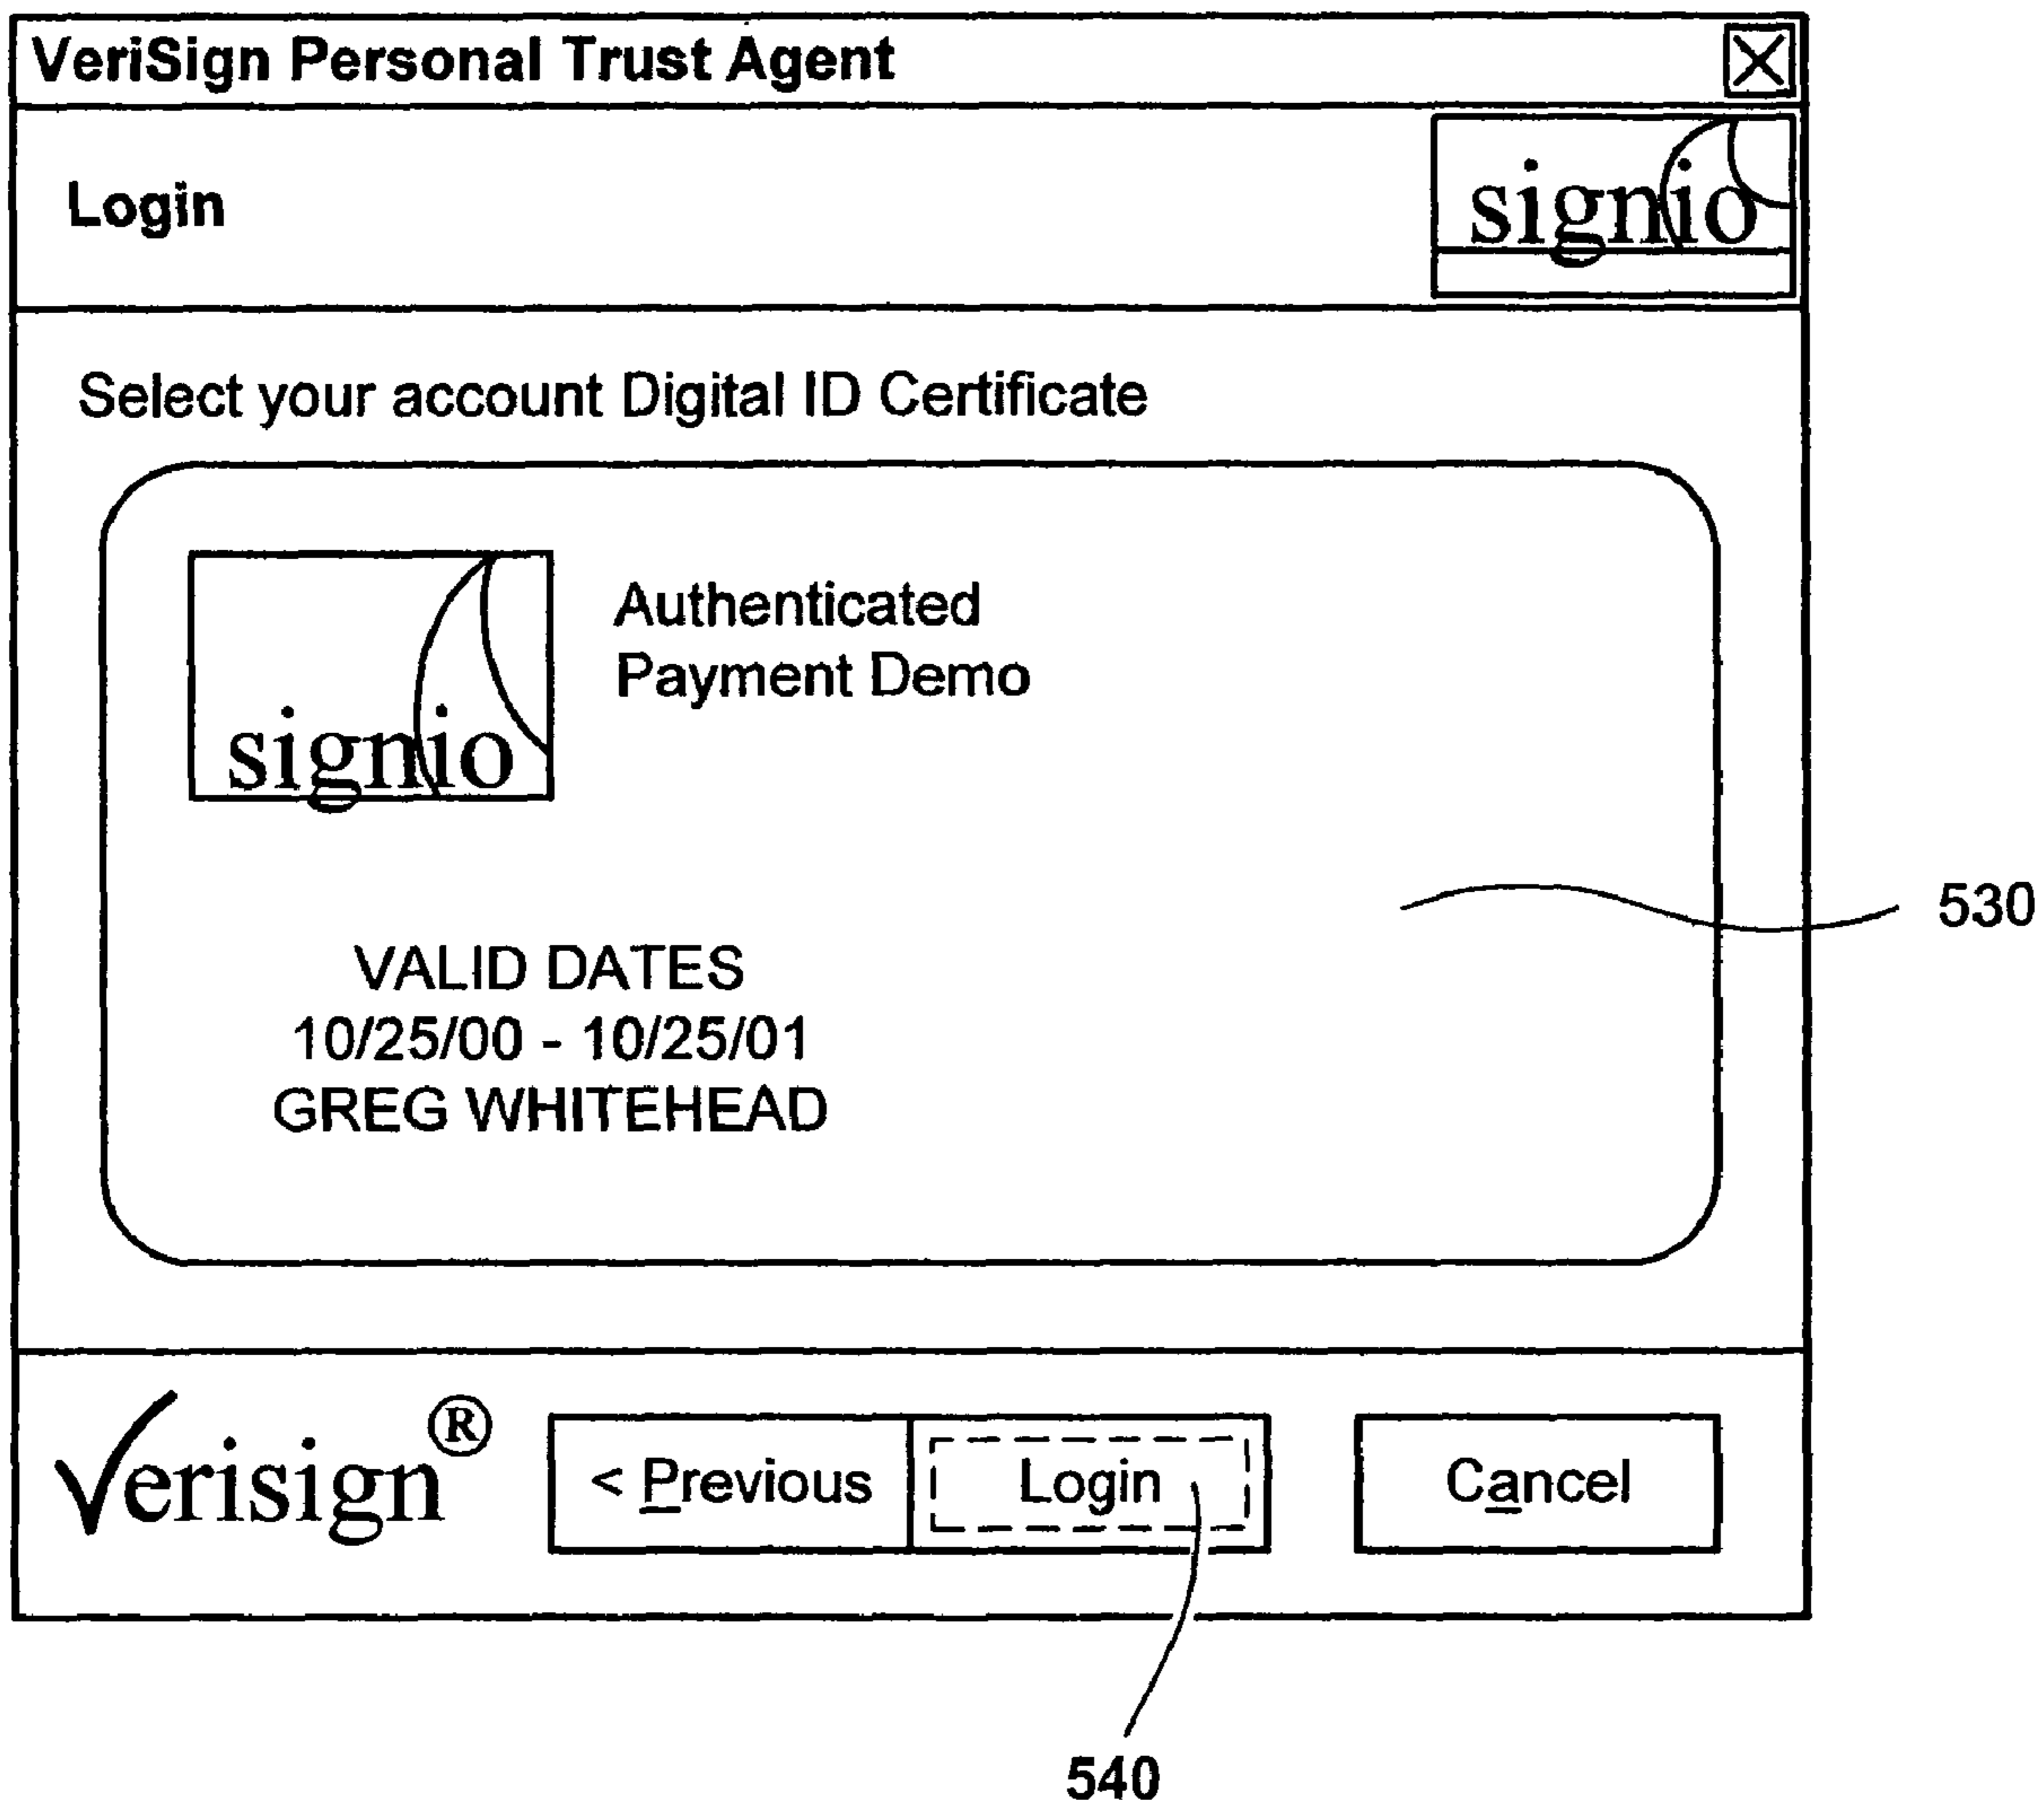 VeriSign Personal Trust Agent
Login
signio
Select your account Digital ID Certificate
signio
Authenticated
Payment Demo
530
VALID DATES
10/25/00 - 10/25/01
GREG WHITEHEAD
Verisign®
< Previous
Login
Cancel
540